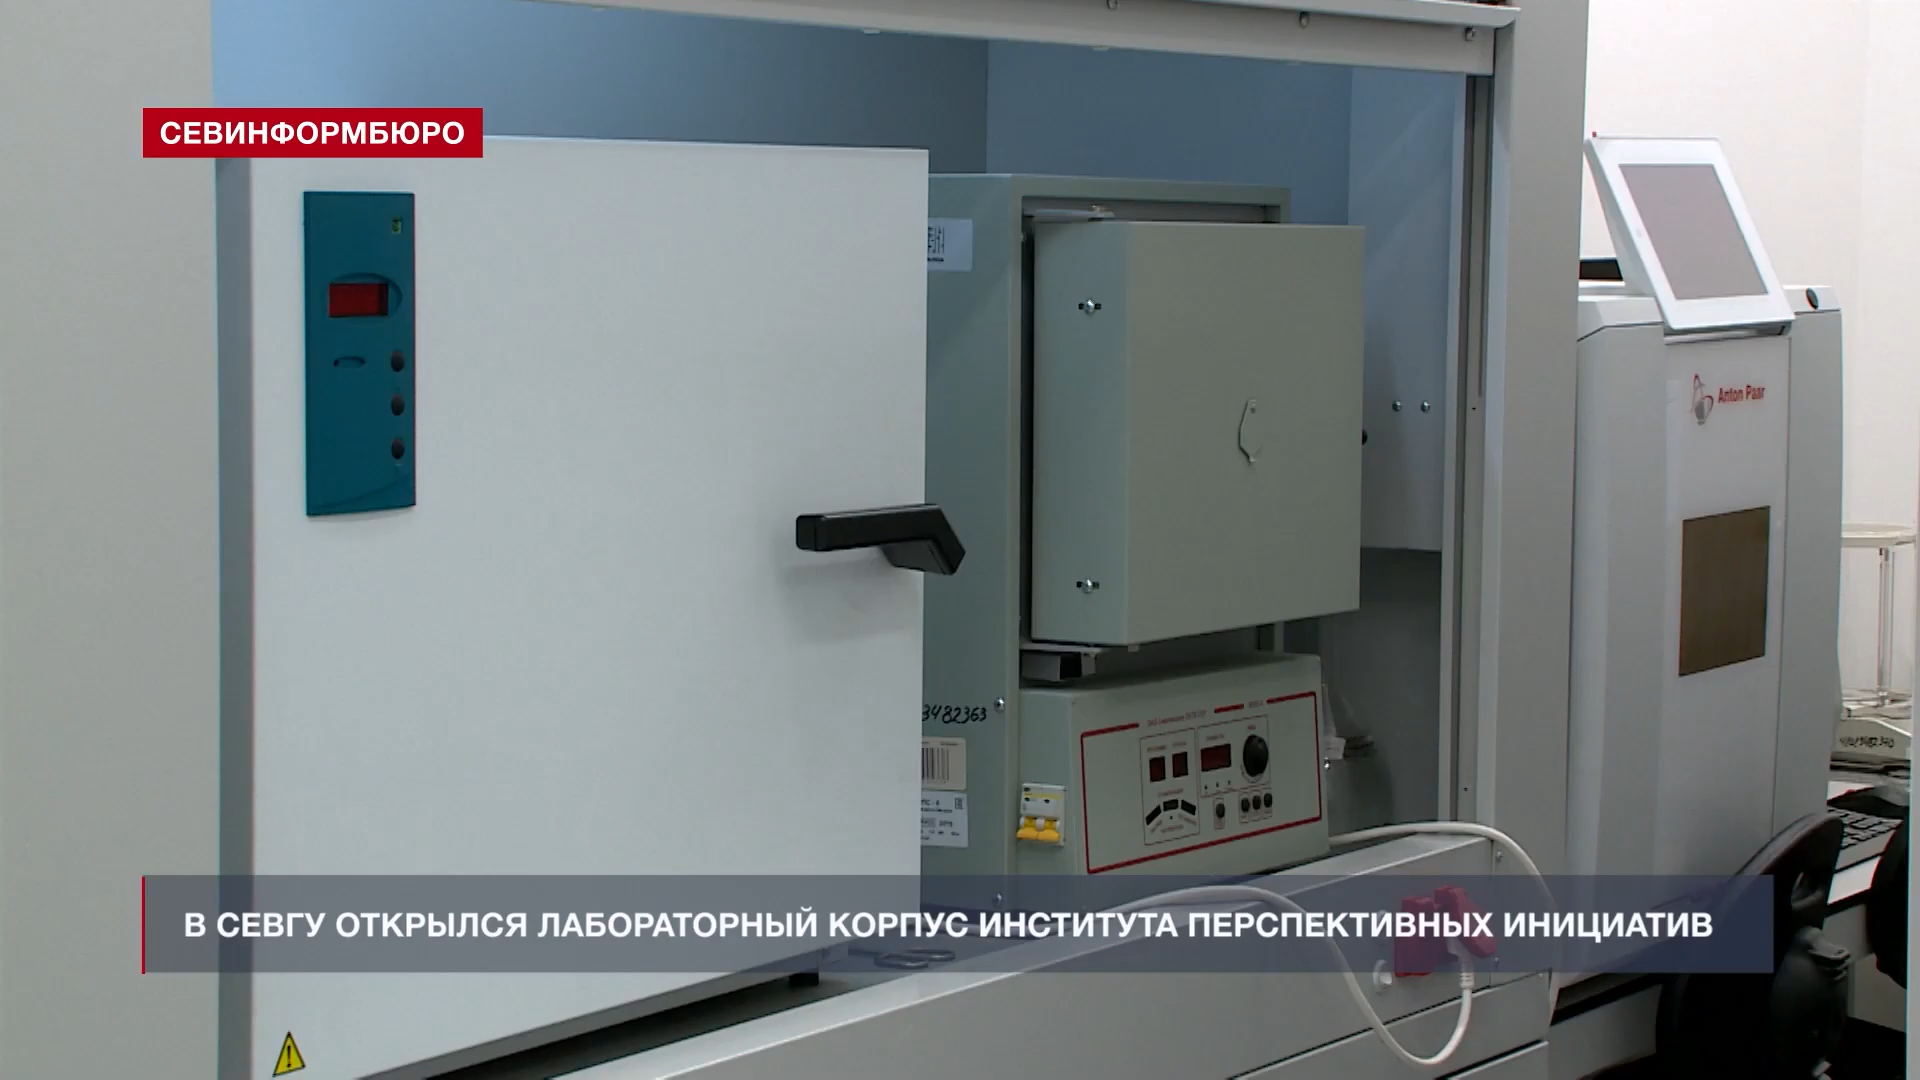 СЕВИНФОРМБЮРО
Anton Paar
3482363
В СЕВГУ ОТКРЫЛСЯ ЛАБОРАТОРНЫЙ КОРПУС ИНСТИТУТА ПЕРСПЕКТИВНЫХ ИНИЦИАТИВ